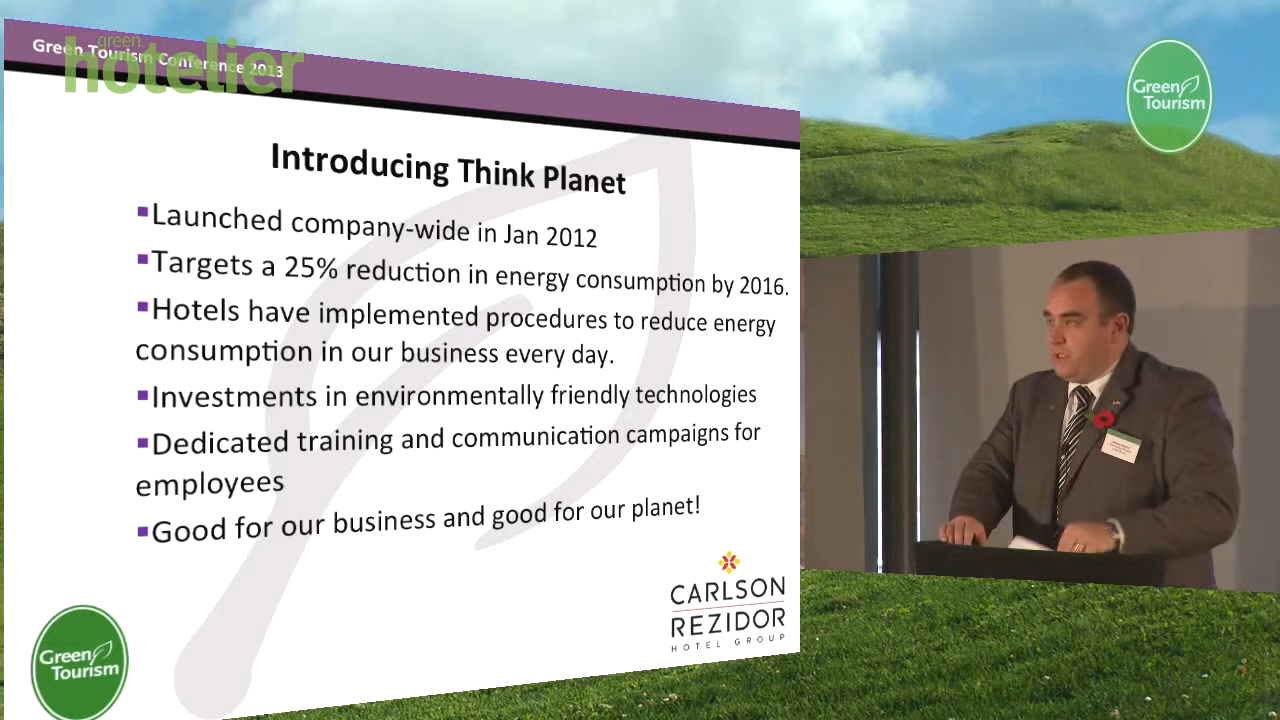 green
hotelier
Green Tourism Conference 2013
Green
Tourism
Introducing Think Planet
▪Launched company-wide in Jan 2012
▪Targets a 25% reduction in energy consumption by 2016.
▪Hotels have implemented procedures to reduce energy
consumption in our business every day.
▪Investments in environmentally friendly technologies
▪Dedicated training and communication campaigns for
employees
▪Good for our business and good for our planet!
CARLSON
REZIDOR
HOTEL GROUP
Green
Tourism